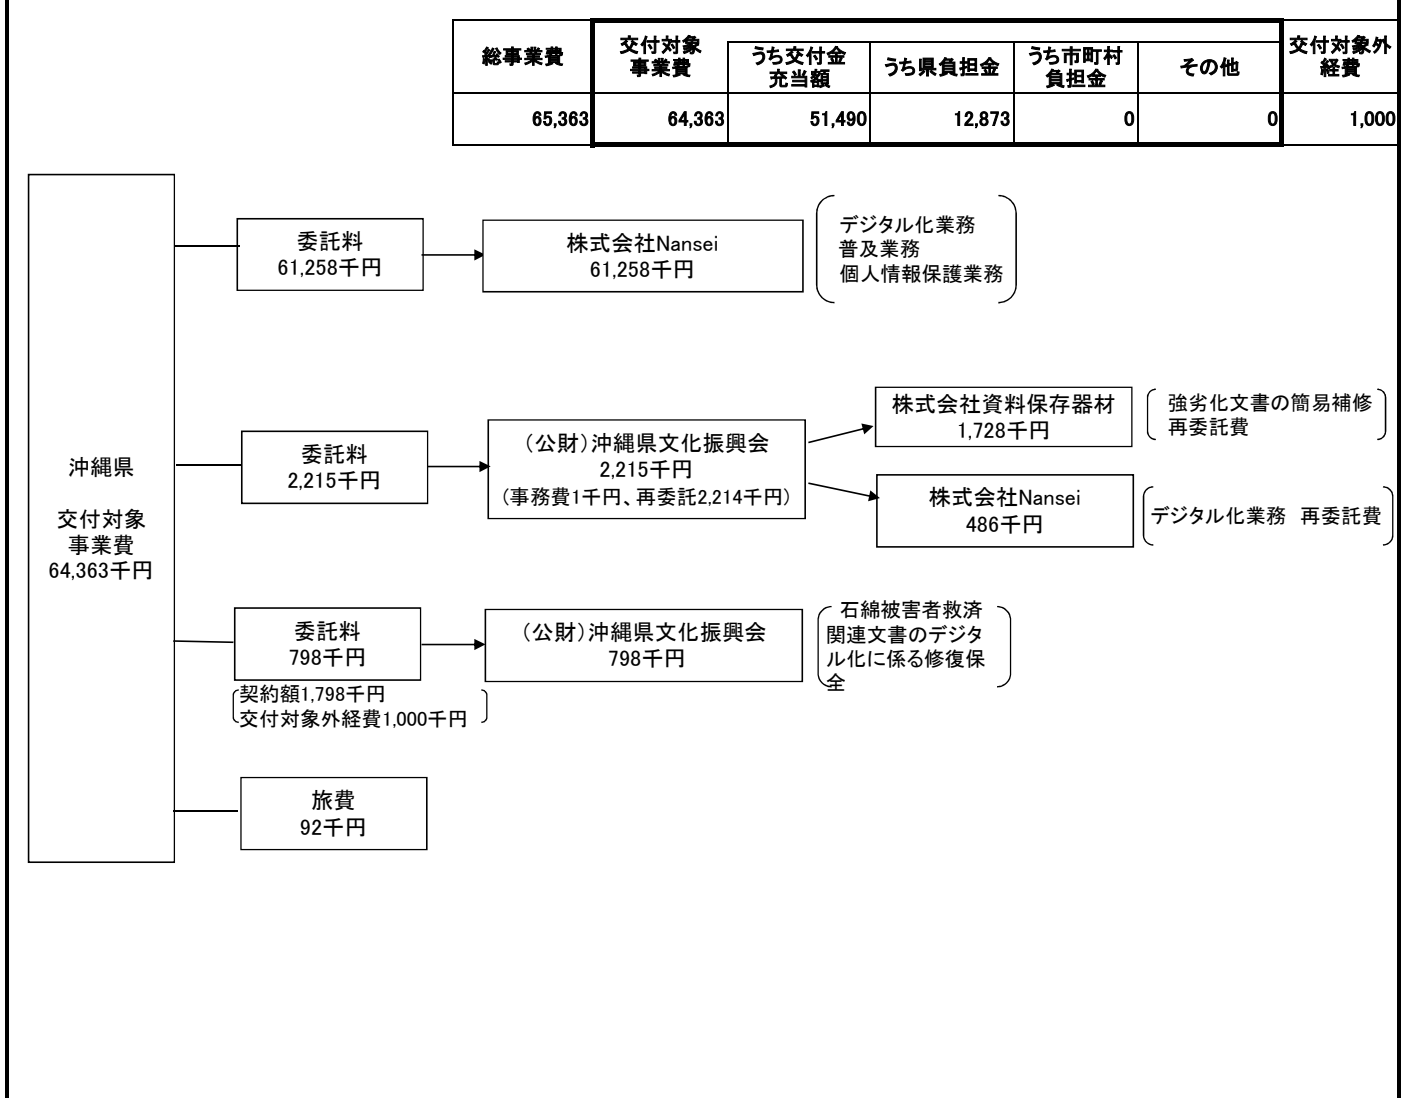 総事業費
交付対象
事業費
うち交付金
充当額
うち県負担金
うち市町村
負担金
その他
交付対象外
経費
65,363
64,363
51,490
12,873
0
0
1,000
沖縄県
交付対象
事業費
64,363千円
委託料
61,258千円
株式会社Nansei
61,258千円
デジタル化業務
普及業務
個人情報保護業務
委託料
2,215千円
（公財）沖縄県文化振興会
2,215千円
（事務費1千円、再委託2,214千円）
株式会社資料保存器材
1,728千円
強劣化文書の簡易補修
再委託費
株式会社Nansei
486千円
デジタル化業務　再委託費
委託料
798千円
契約額1,798千円
交付対象外経費1,000千円
（公財）沖縄県文化振興会
798千円
石綿被害者救済
関連文書のデジタ
ル化に係る修復保
全
旅費
92千円